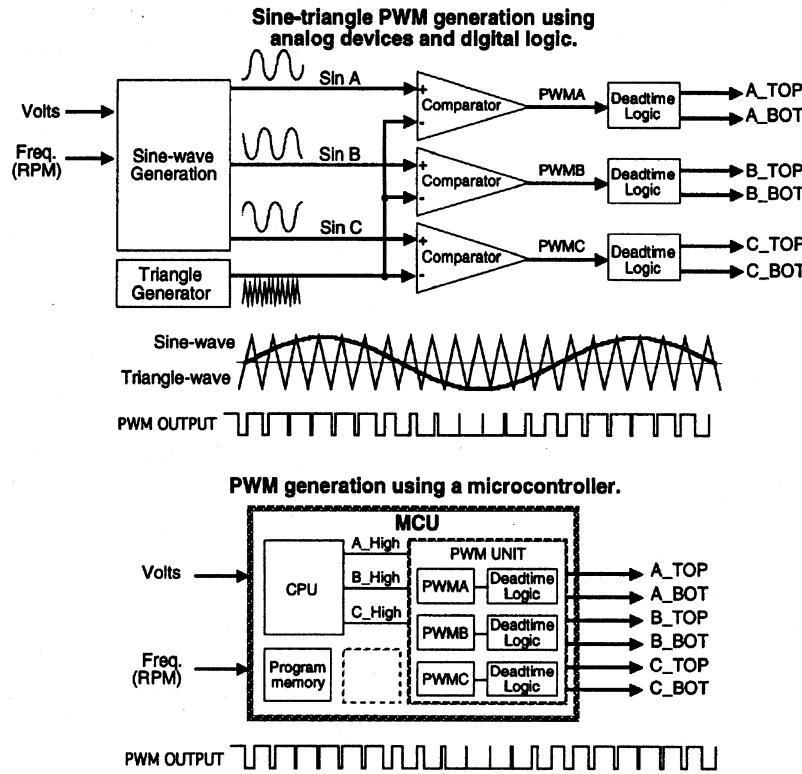 Sine-triangle PWM generation using
analog devices and digital logic.
Volts
Freq.
(RPM)
Sine-wave
Generation
Triangle
Generator
Sin A
Sin B
Sin C
+
-
Comparator
+
-
Comparator
+
-
Comparator
PWMA
PWMB
PWMC
Deadtime
Logic
Deadtime
Logic
Deadtime
Logic
A_TOP
A_BOT
B_TOP
B_BOT
C_TOP
C_BOT
Sine-wave
Triangle-wave
PWM OUTPUT
PWM generation using a microcontroller.
MCU
Volts
Freq.
(RPM)
CPU
Program
memory
A_High
B_High
C_High
PWM UNIT
PWMA
Deadtime
Logic
PWMB
Deadtime
Logic
PWMC
Deadtime
Logic
A_TOP
A_BOT
B_TOP
B_BOT
C_TOP
C_BOT
PWM OUTPUT